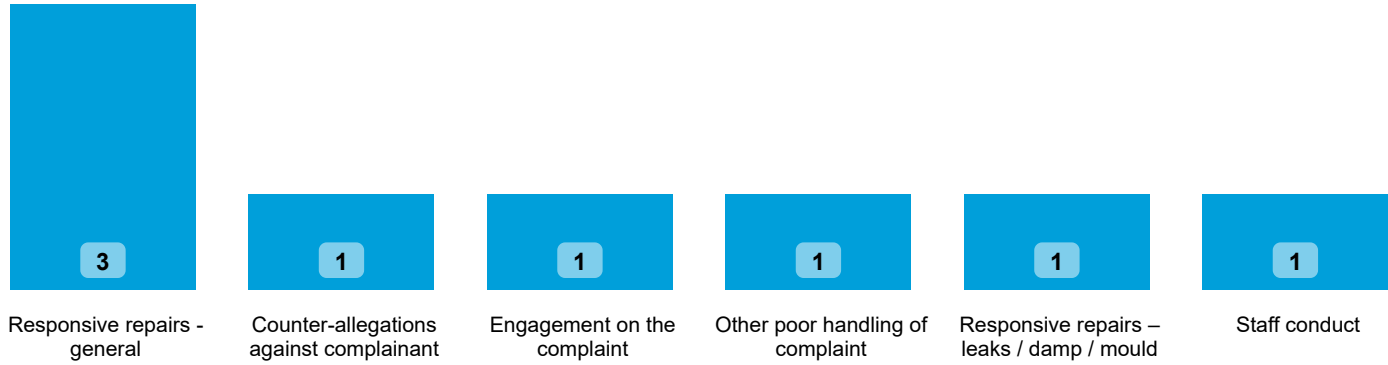 3
1
1
1
1
1
Responsive repairs -
general
Counter-allegations
against complainant
Engagement on the
complaint
Other poor handling of
complaint
Responsive repairs –
leaks / damp / mould
Staff conduct